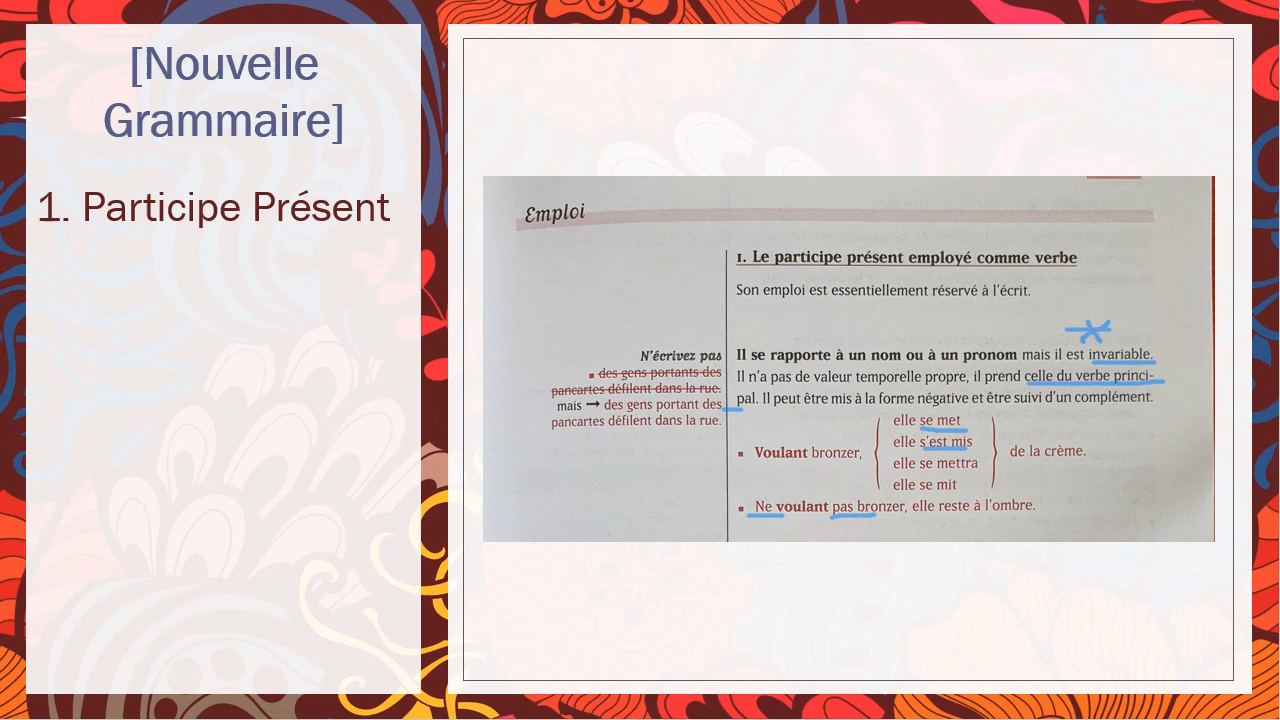 [Nouvelle
Grammaire]
1. Participe Présent
Emploi
1. Le participe présent employé comme verbe
Son emploi est essentiellement réservé à l'écrit.
N'écrivez pas
▪ des gens portants des
pancartes défilent dans la rue.
mais → des gens portant des
pancartes défilent dans la rue.
Il se rapporte à un nom ou à un pronom mais il est invariable.
Il n'a pas de valeur temporelle propre, il prend celle du verbe princi-
pal. Il peut être mis à la forme négative et être suivi d'un complément.
elle se met
elle s'est mis
▪ Voulant bronzer, de la crème.
elle se mettra
elle se mit
▪ Ne voulant pas bronzer, elle reste à l'ombre.